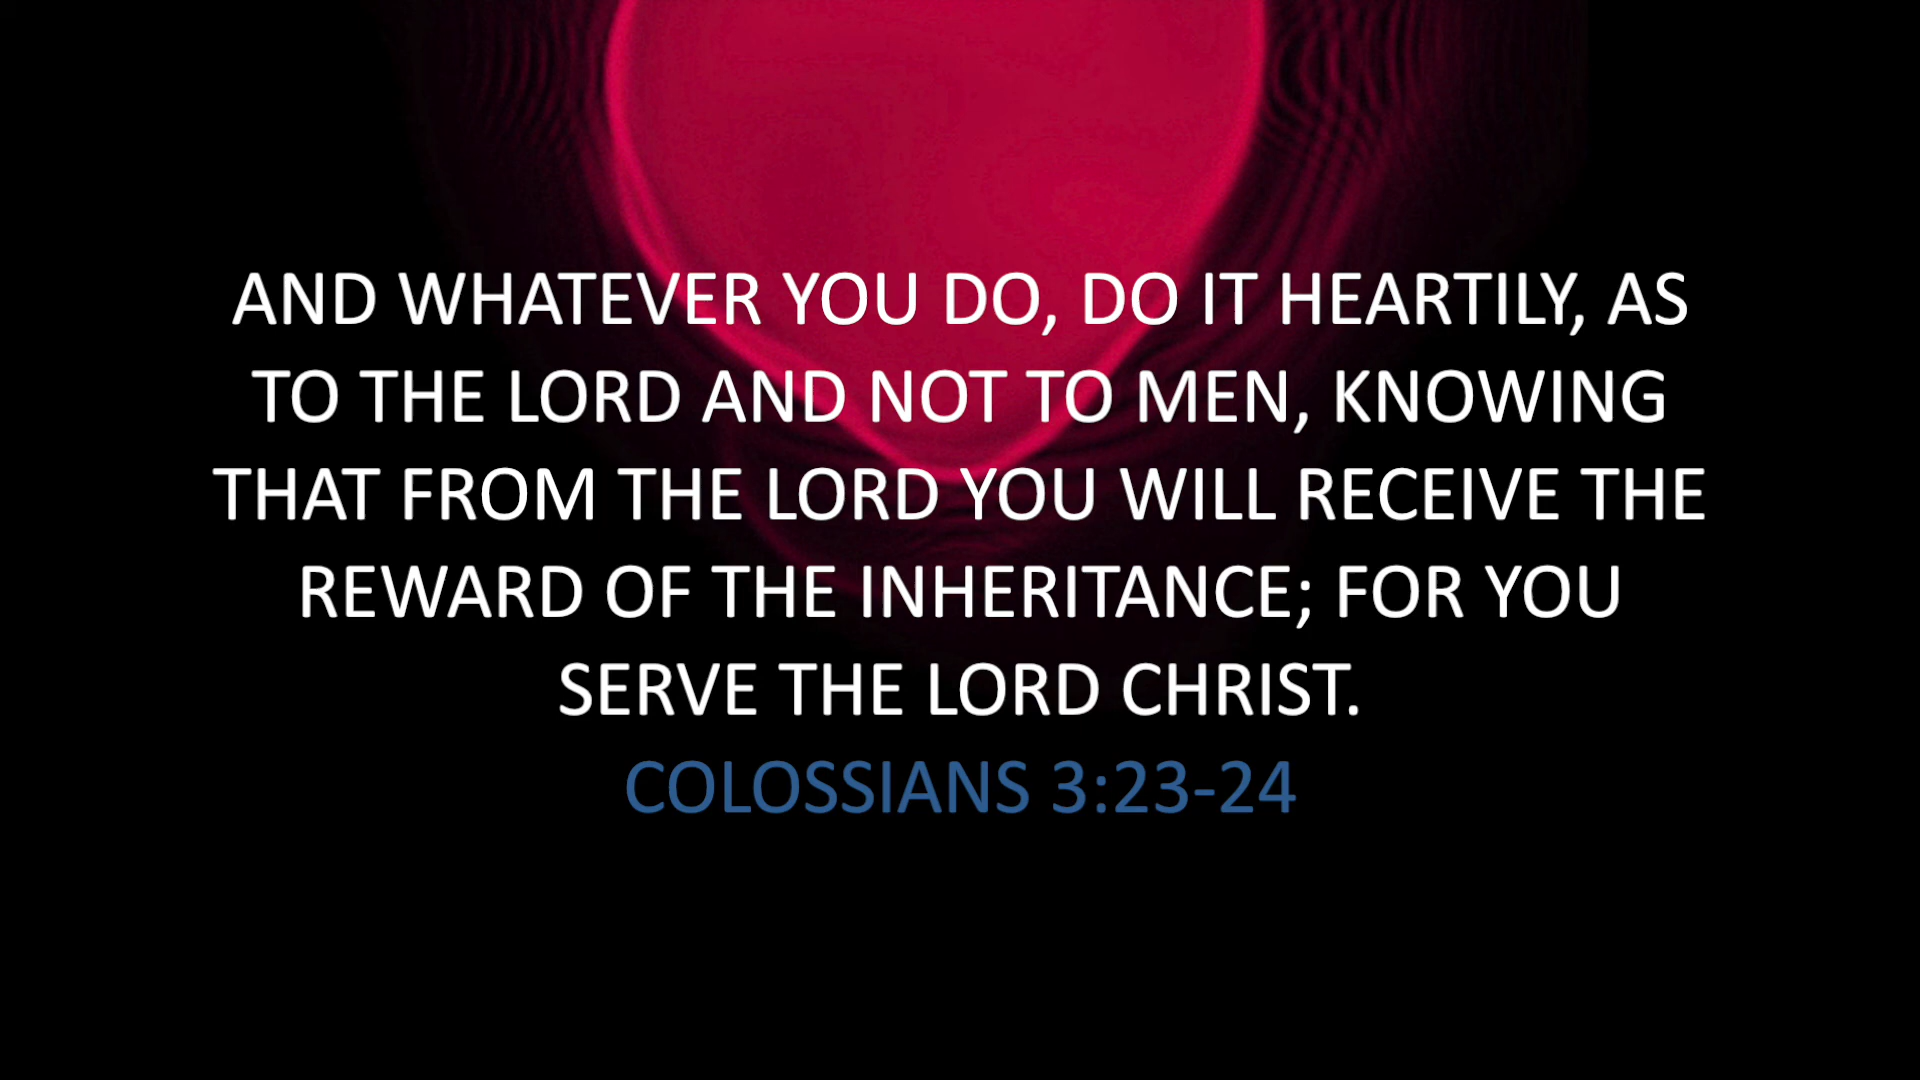 AND WHATEVER YOU DO, DO IT HEARTILY, AS
TO THE LORD AND NOT TO MEN, KNOWING
THAT FROM THE LORD YOU WILL RECEIVE THE
REWARD OF THE INHERITANCE; FOR YOU
SERVE THE LORD CHRIST.
COLOSSIANS 3:23-24